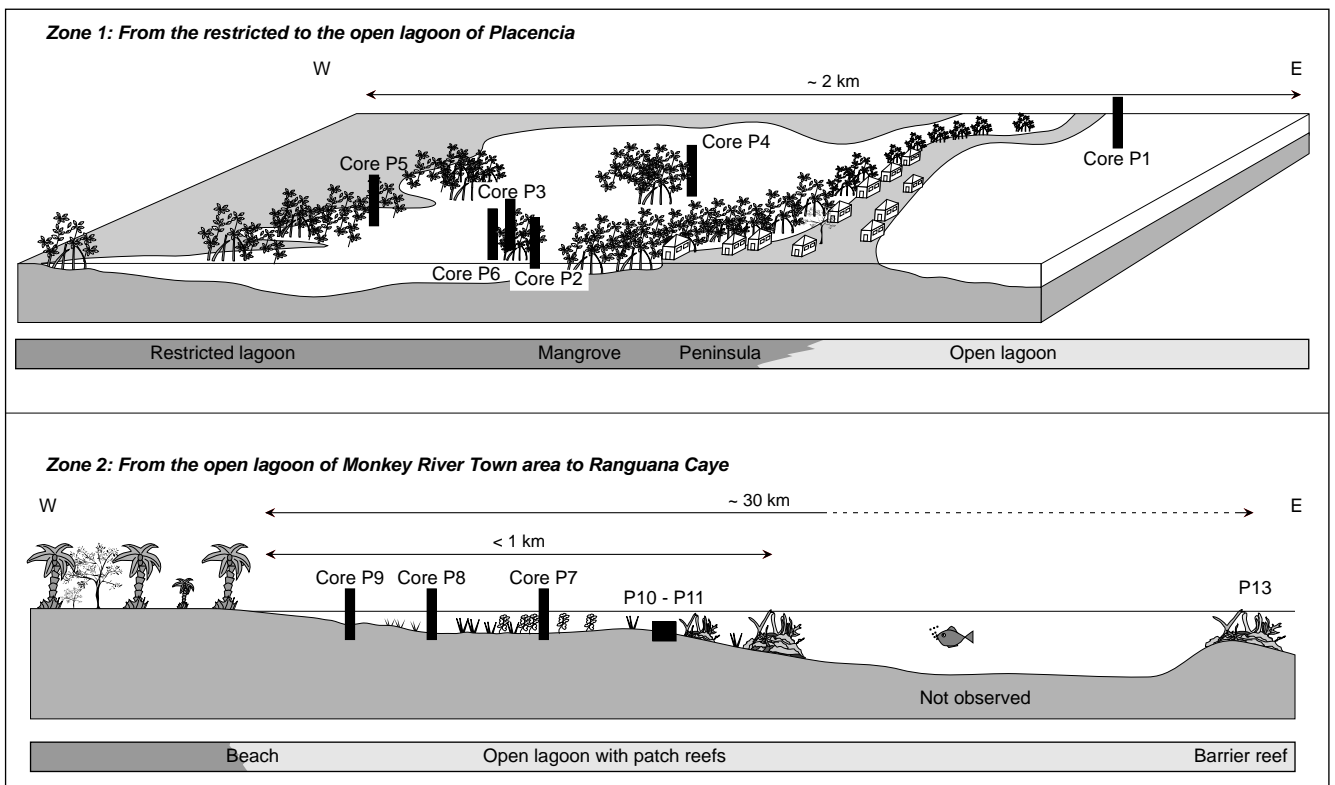 Zone 1: From the restricted to the open lagoon of Placencia
W
~ 2 km
E
Core P5
Core P3
Core P4
Core P1
Core P6
Core P2
Restricted lagoon
Mangrove
Peninsula
Open lagoon
Zone 2: From the open lagoon of Monkey River Town area to Ranguana Caye
W
~ 30 km
E
< 1 km
Core P9
Core P8
Core P7
P10 - P11
P13
Not observed
Beach
Open lagoon with patch reefs
Barrier reef